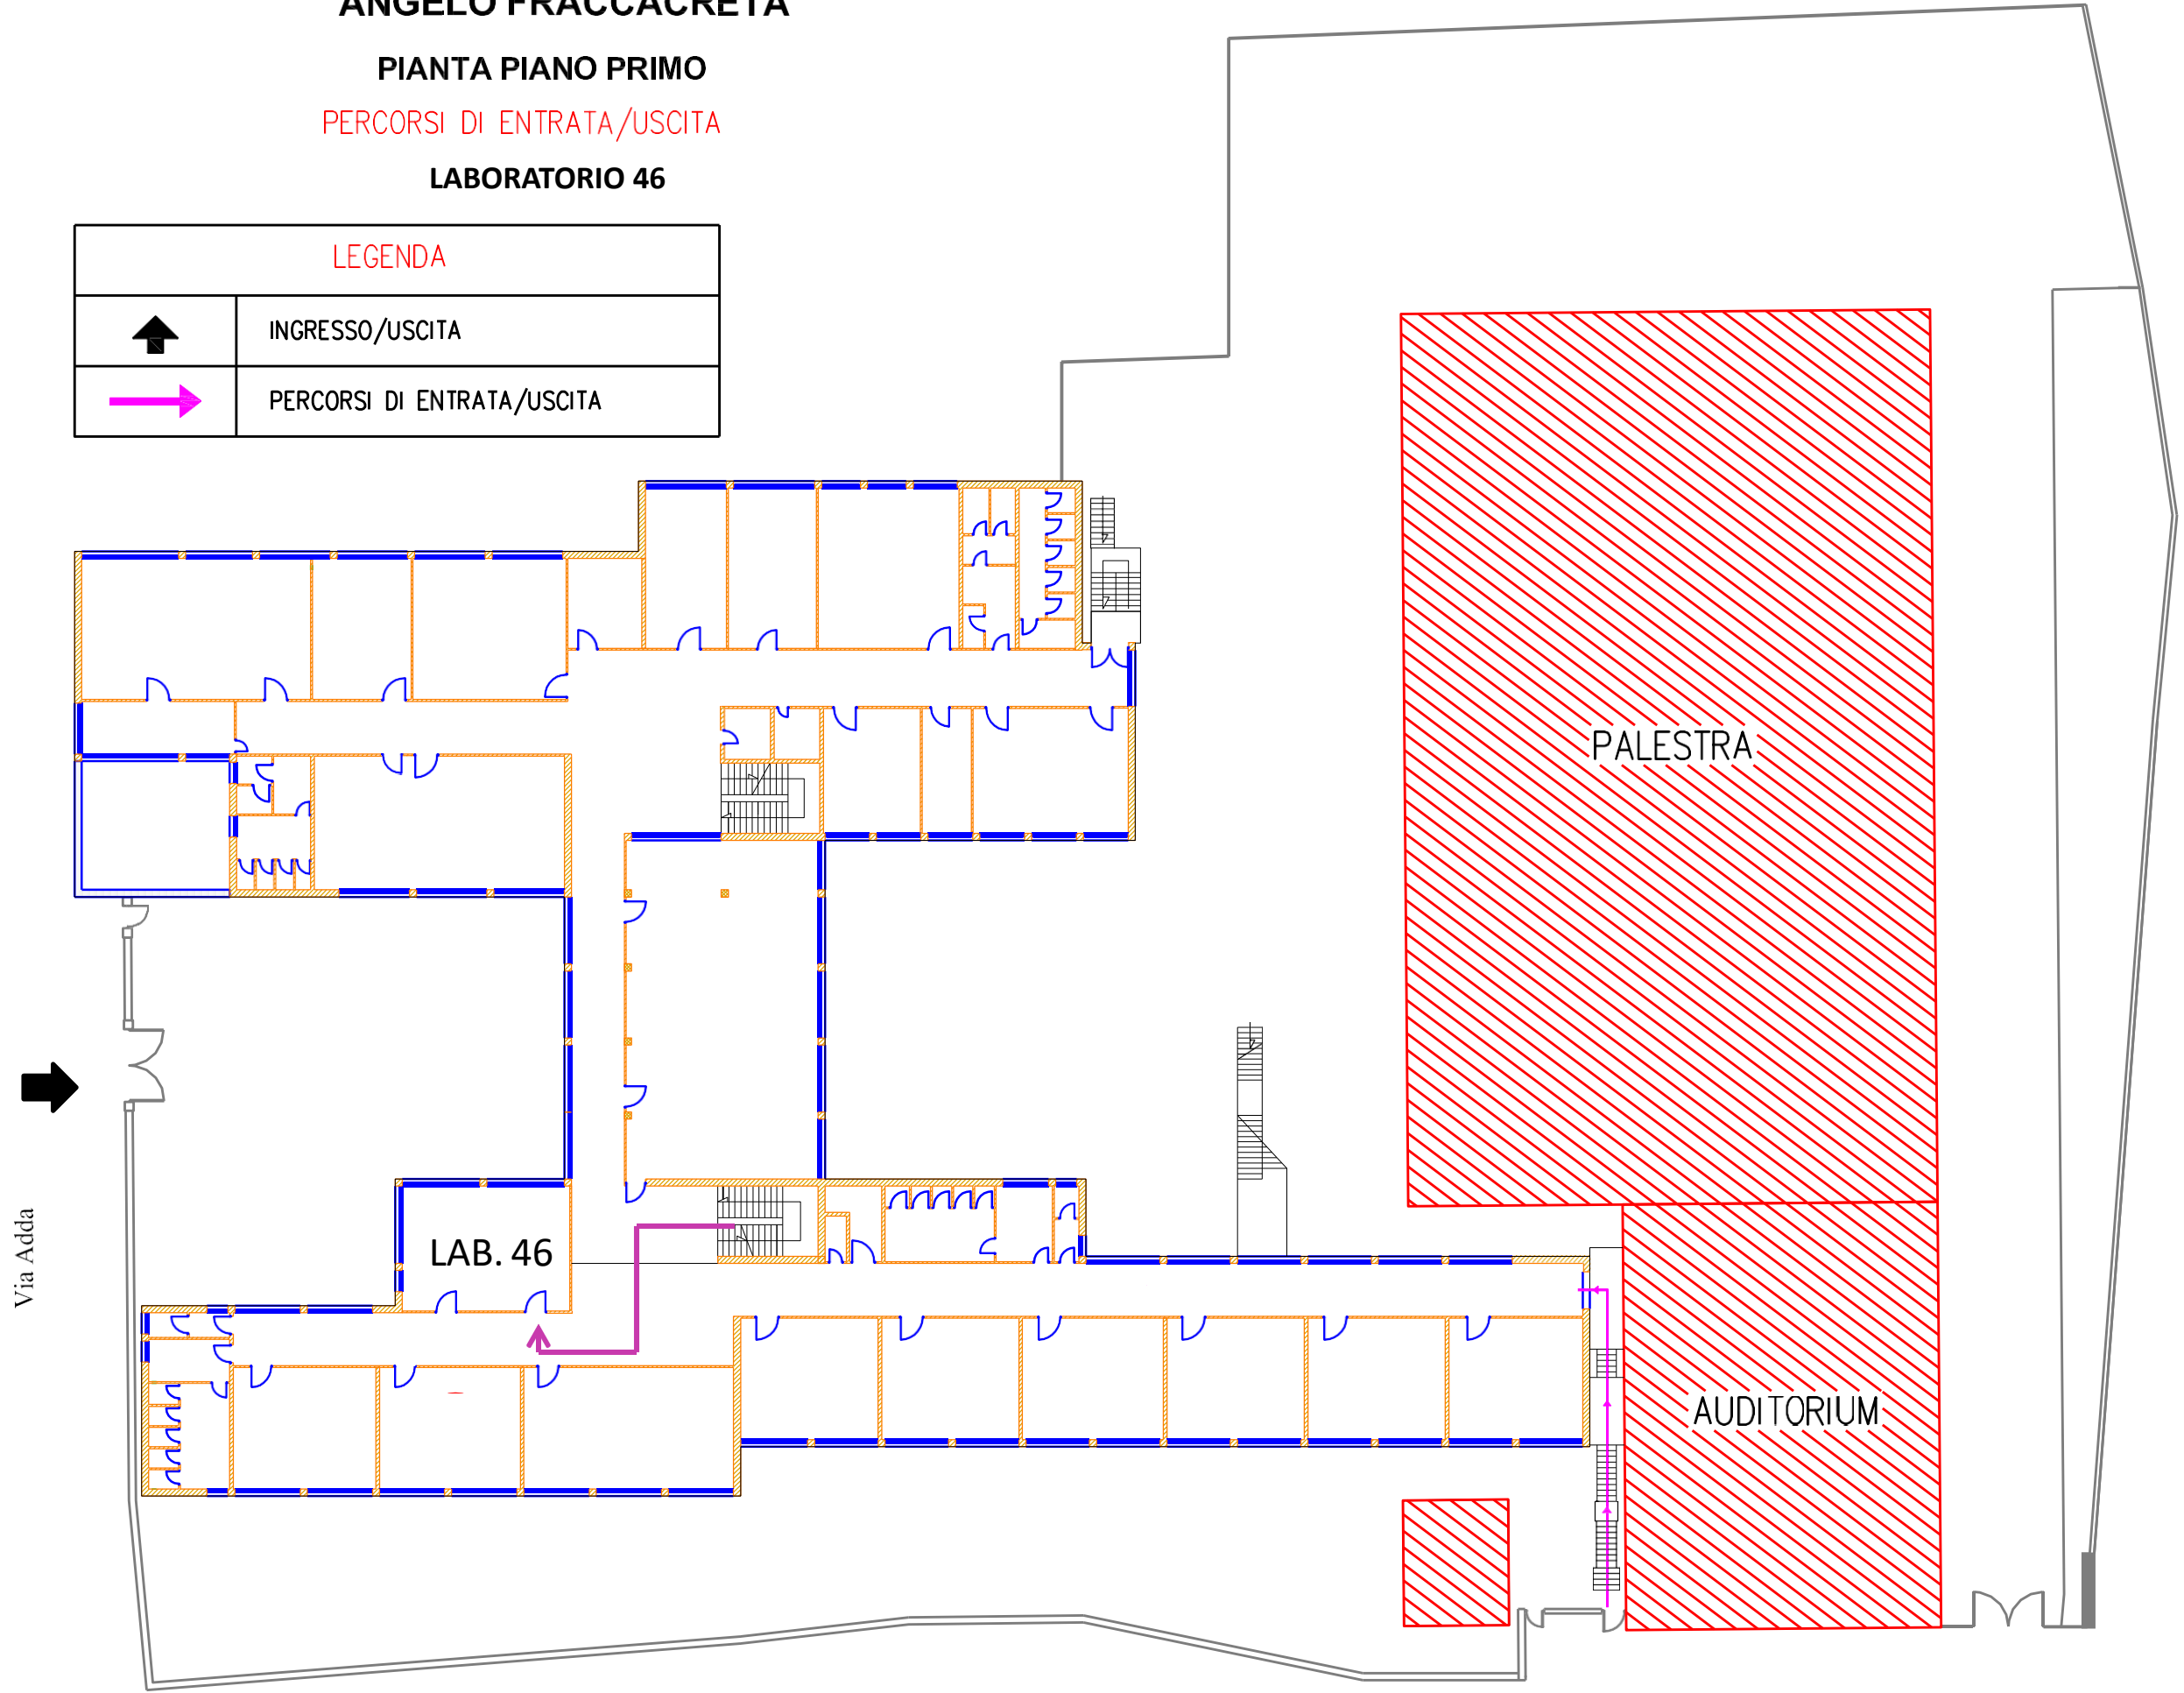 ANGELO FRACCACRETA
PIANTA PIANO PRIMO
PERCORSI DI ENTRATA/USCITA
LABORATORIO 46
LEGENDA
INGRESSO/USCITA
PERCORSI DI ENTRATA/USCITA
PALESTRA
Via Adda
LAB. 46
AUDITORIUM